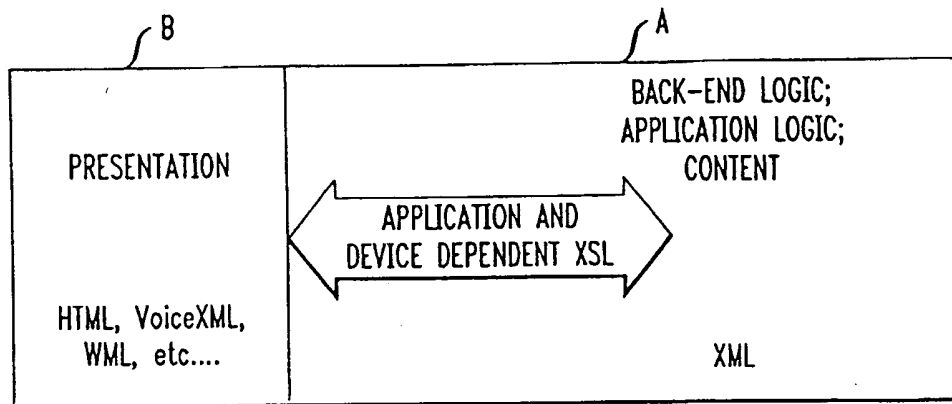 B
A
PRESENTATION
HTML, VoiceXML,
WML, etc....
BACK-END LOGIC;
APPLICATION LOGIC;
CONTENT
APPLICATION AND
DEVICE DEPENDENT XSL
XML